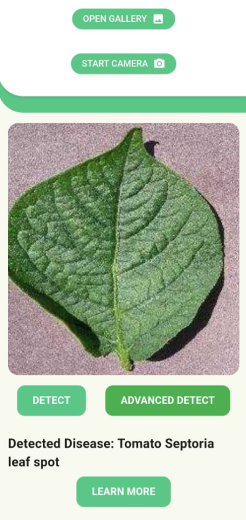 OPEN GALLERY
START CAMERA
DETECT
ADVANCED DETECT
Detected Disease: Tomato Septoria
leaf spot
LEARN MORE